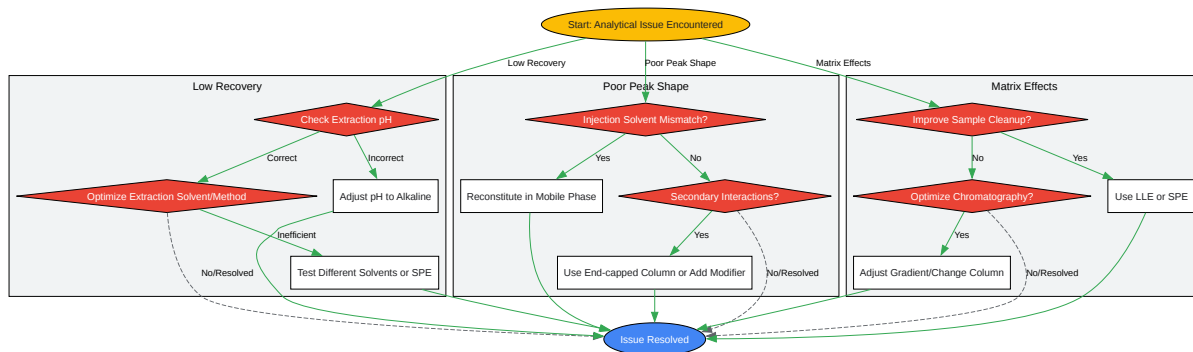 Start: Analytical Issue Encountered
Low Recovery
Poor Peak Shape
Matrix Effects
Low Recovery
Poor Peak Shape
Matrix Effects
Check Extraction pH
Injection Solvent Mismatch?
Improve Sample Cleanup?
Correct
Incorrect
Yes
No
No
Yes
Optimize Extraction Solvent/Method
Adjust pH to Alkaline
Reconstitute in Mobile Phase
Secondary Interactions?
Optimize Chromatography?
Use LLE or SPE
Inefficient
Yes
Yes
No/Resolved
Test Different Solvents or SPE
Use End-capped Column or Add Modifier
No/Resolved
Adjust Gradient/Change Column
No/Resolved
Issue Resolved